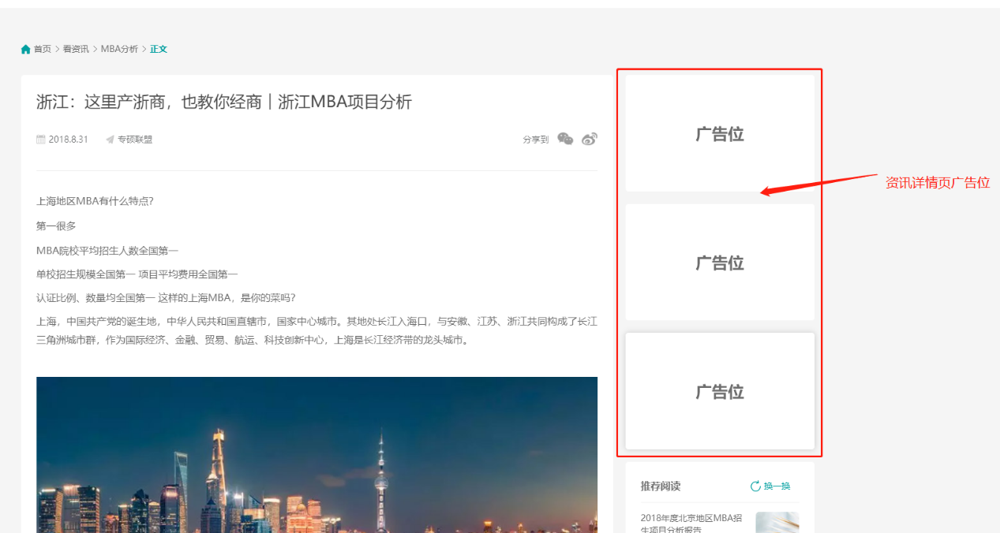 首页 > 看资讯 > MBA分析 > 正文
浙江：这里产浙商，也教你经商｜浙江MBA项目分析
2018.8.31 专硕联盟
分享到
上海地区MBA有什么特点?
第一很多
MBA院校平均招生人数全国第一
单校招生规模全国第一 项目平均费用全国第一
认证比例、数量均全国第一 这样的上海MBA，是你的菜吗?
上海，中国共产党的诞生地，中华人民共和国直辖市，国家中心城市。其地处长江入海口，与安徽、江苏、浙江共同构成了长江
三角洲城市群，作为国际经济、金融、贸易、航运、科技创新中心，上海是长江经济带的龙头城市。
广告位
广告位
广告位
资讯详情页广告位
推荐阅读
换一换
2018年度北京地区MBA招
生项目分析报告